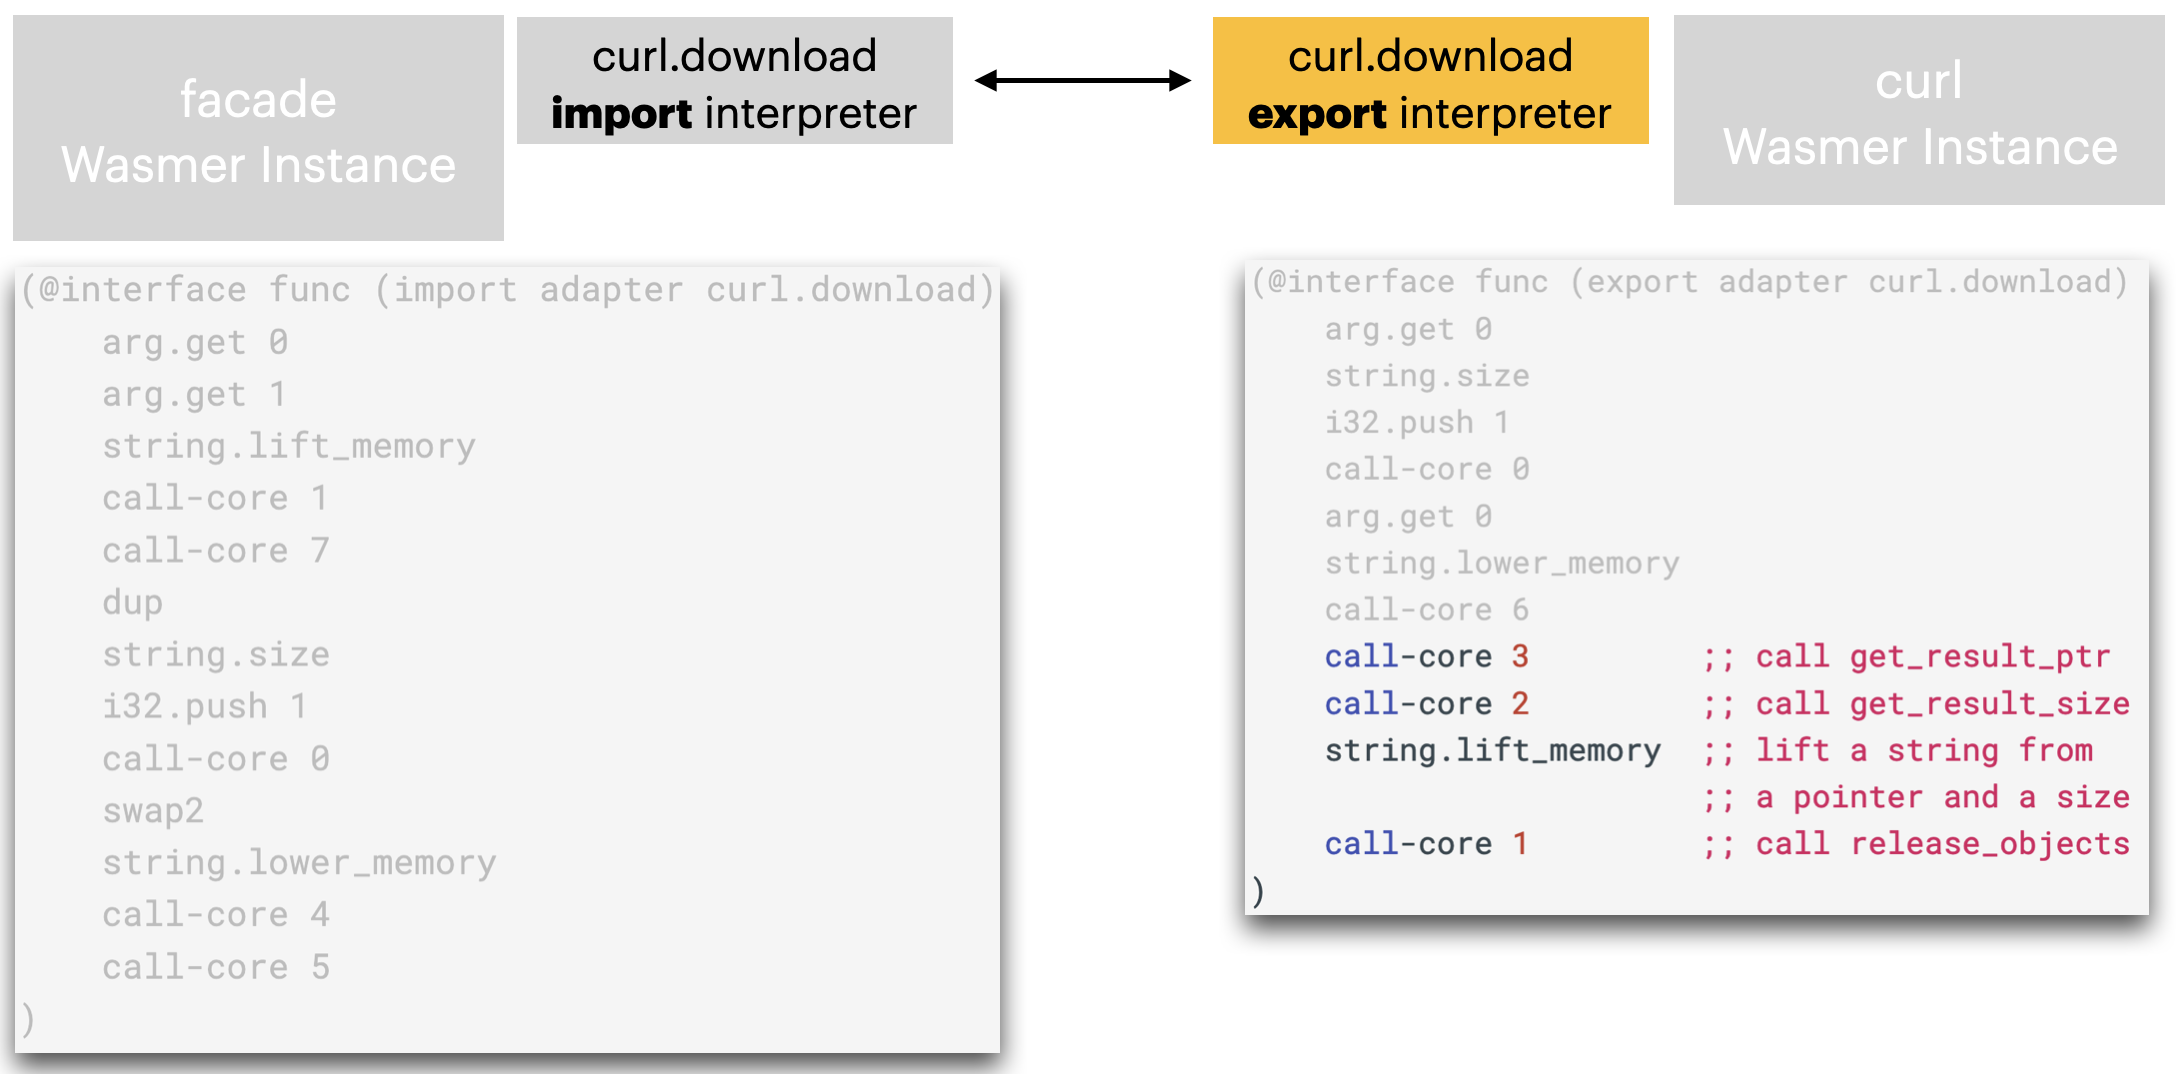 facade
Wasmer Instance
curl.download
import interpreter
curl.download
export interpreter
curl
Wasmer Instance
(@interface func (import adapter curl.download)
arg.get 0
arg.get 1
string.lift_memory
call-core 1
call-core 7
dup
string.size
i32.push 1
call-core 0
swap2
string.lower_memory
call-core 4
call-core 5
)
(@interface func (export adapter curl.download)
arg.get 0
string.size
i32.push 1
call-core 0
arg.get 0
string.lower_memory
call-core 6
call-core 3 ;; call get_result_ptr
call-core 2 ;; call get_result_size
string.lift_memory ;; lift a string from
;; a pointer and a size
call-core 1 ;; call release_objects
)